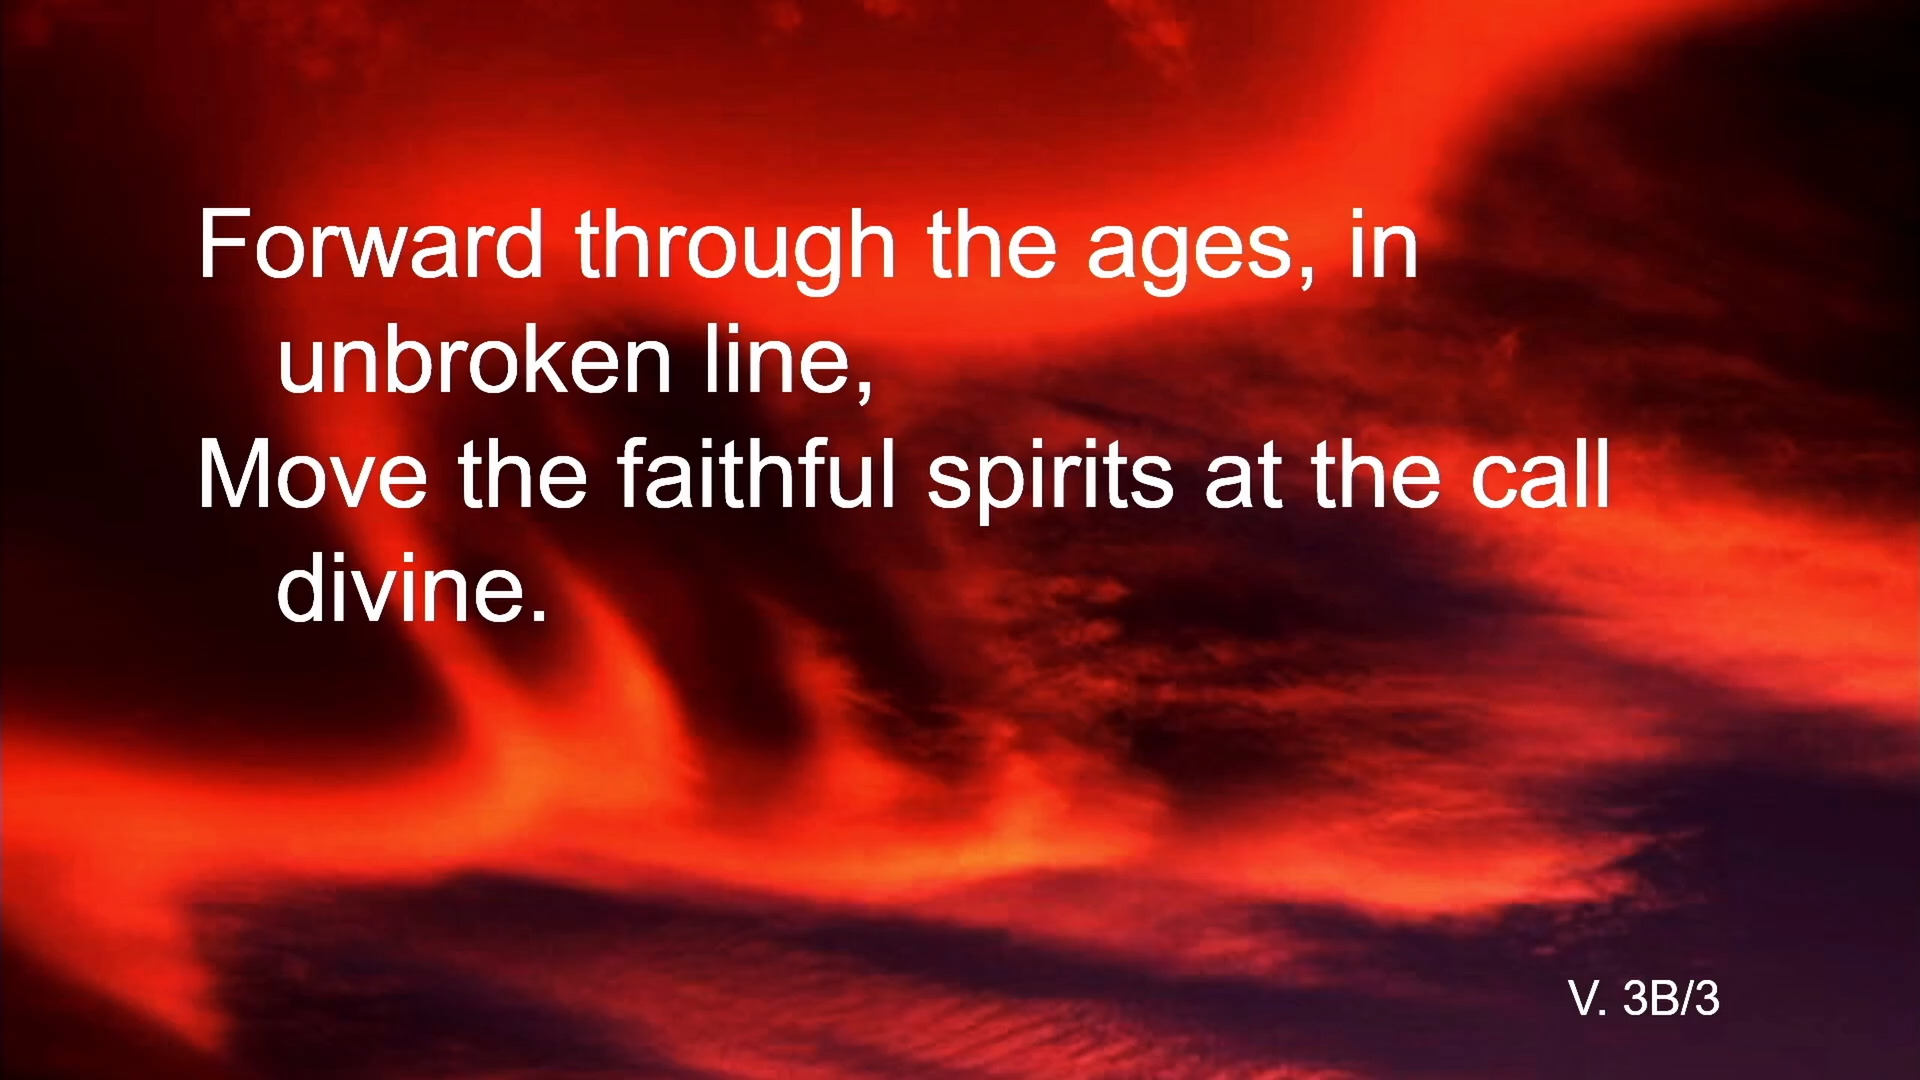 Forward through the ages, in
unbroken line,
Move the faithful spirits at the call
divine.
V. 3B/3